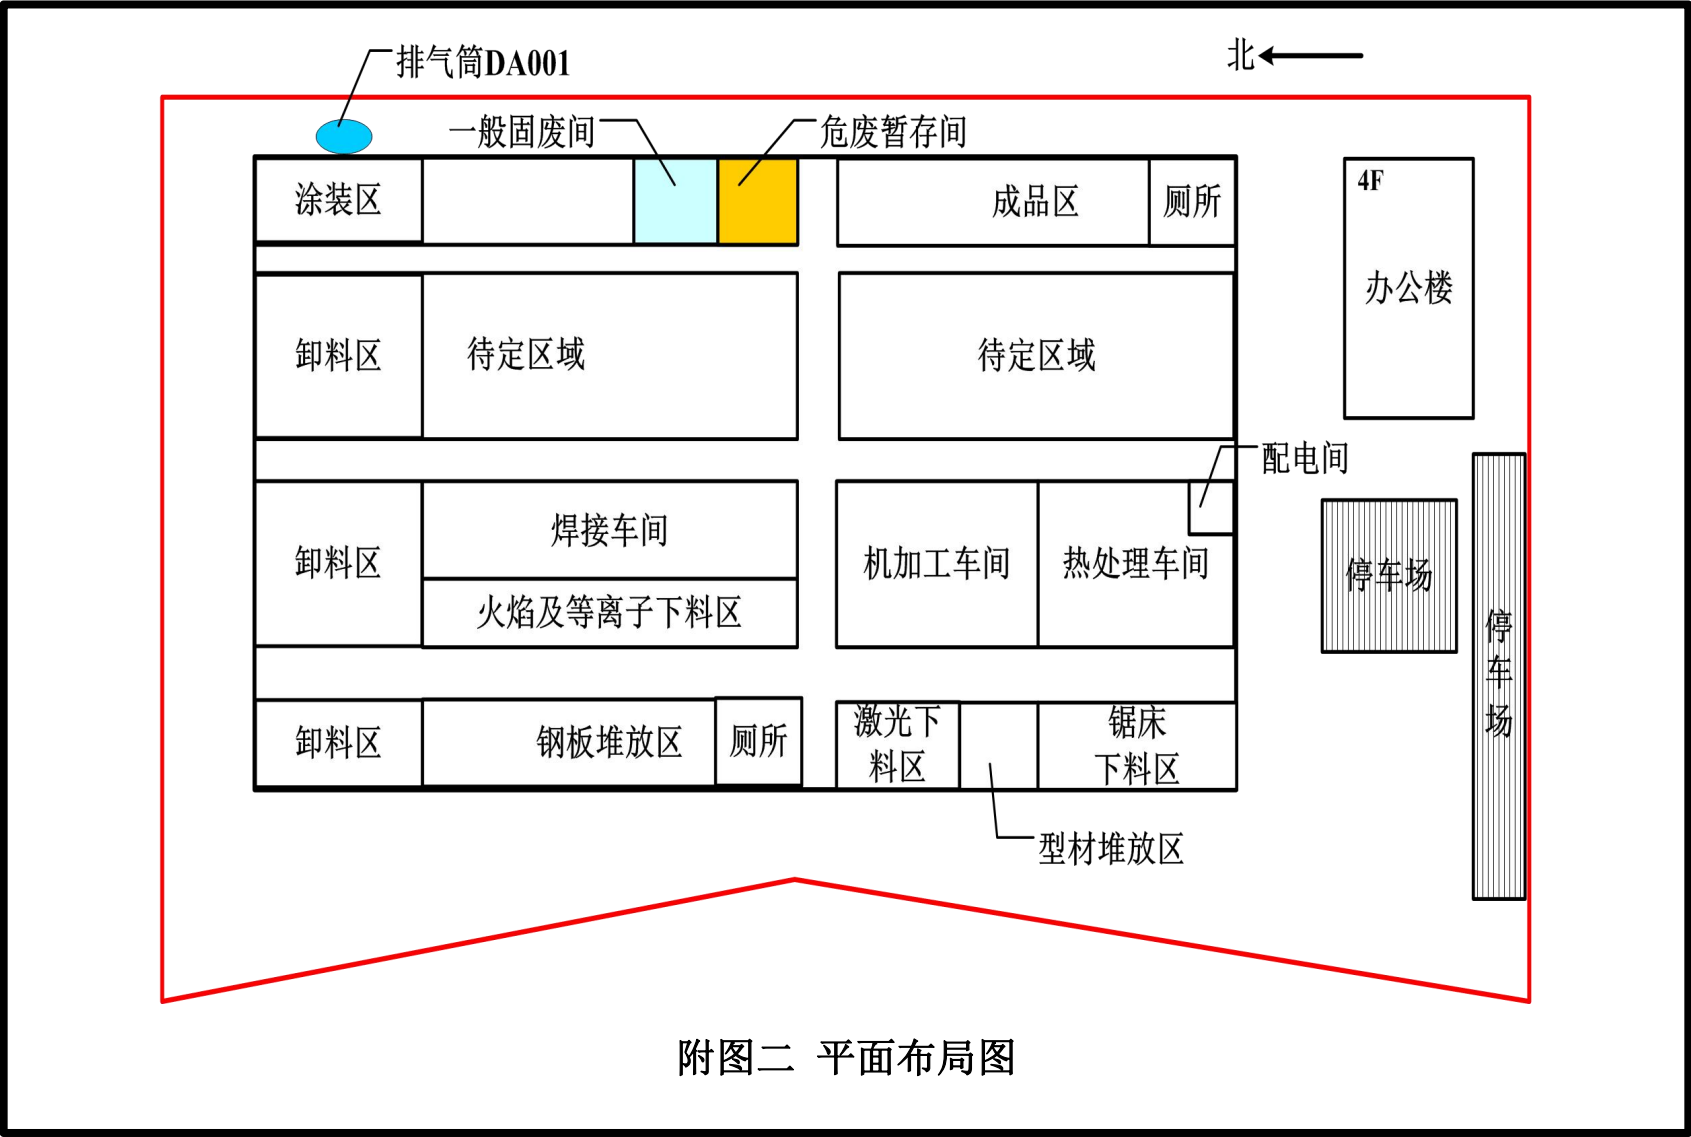 排气筒DA001
北
一般固废间
危废暂存间
涂装区
成品区
厕所
4F
办公楼
卸料区
待定区域
待定区域
配电间
卸料区
焊接车间
火焰及等离子下料区
机加工车间
热处理车间
停车场
停车场
卸料区
钢板堆放区
厕所
激光下
料区
锯床
下料区
型材堆放区
附图二 平面布局图